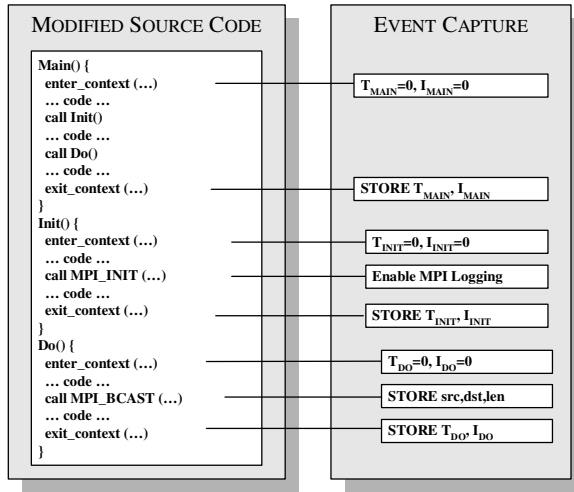 MODIFIED SOURCE CODE
Main() {
enter_context (…)
… code …
call Init()
… code …
call Do()
… code …
exit_context (…)
}
Init() {
enter_context (…)
… code …
call MPI_INIT (…)
… code …
exit_context (…)
}
Do() {
enter_context (…)
… code …
call MPI_BCAST (…)
… code …
exit_context (…)
}
EVENT CAPTURE
T_MAIN=0, I_MAIN=0
STORE T_MAIN, I_MAIN
T_INIT=0, I_INIT=0
Enable MPI Logging
STORE T_INIT, I_INIT
T_DO=0, I_DO=0
STORE src,dst,len
STORE T_DO, I_DO